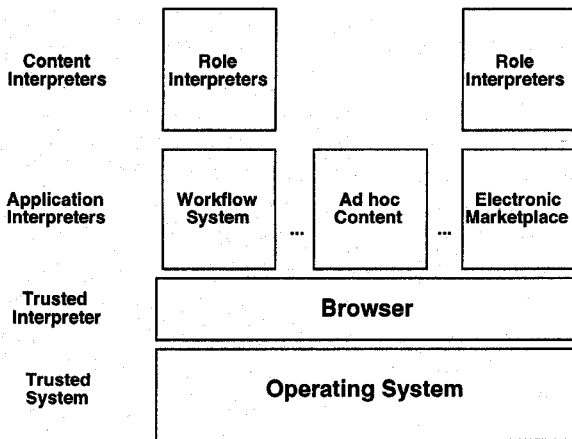 Content
Interpreters
Role
Interpreters
Role
Interpreters
Application
Interpreters
Workflow
System
...
Ad hoc
Content
...
Electronic
Marketplace
Trusted
Interpreter
Browser
Trusted
System
Operating System